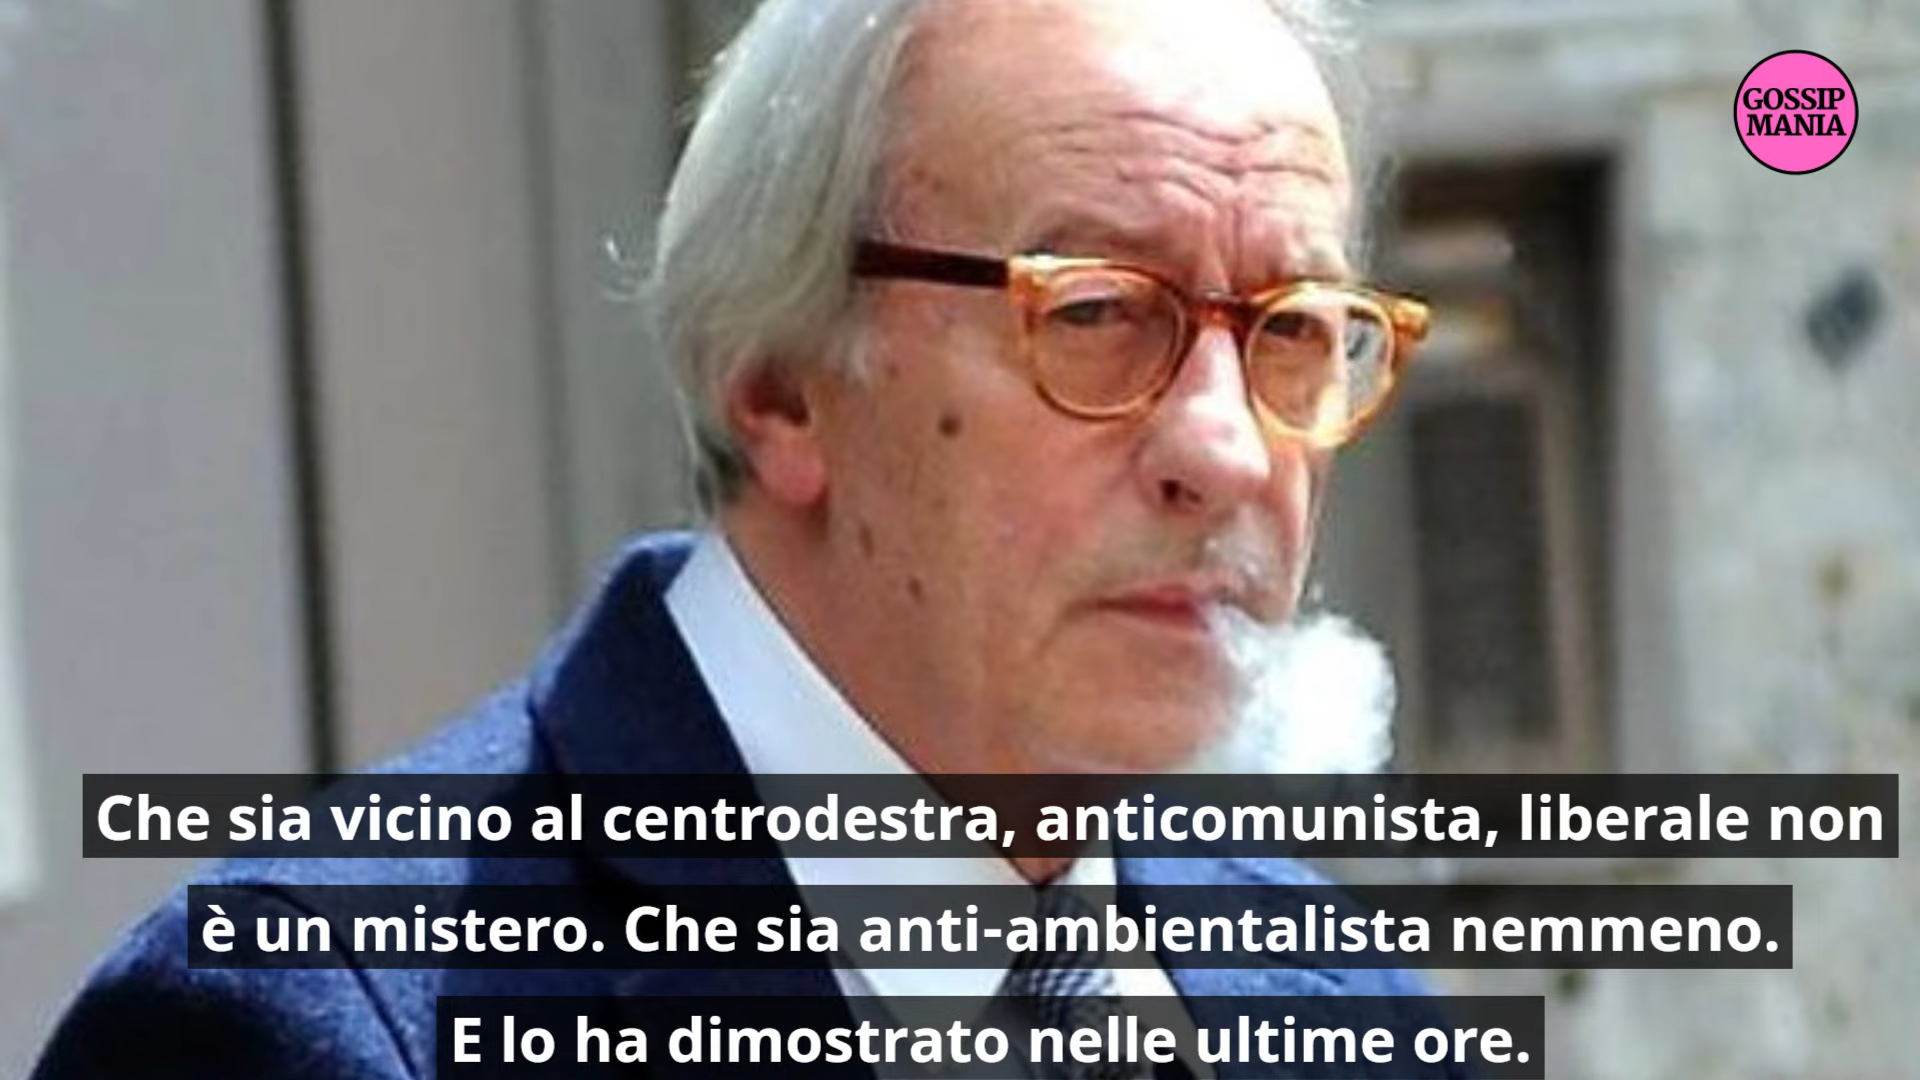 GOSSIP
MANIA
Che sia vicino al centrodestra, anticomunista, liberale non
è un mistero. Che sia anti-ambientalista nemmeno.
E lo ha dimostrato nelle ultime ore.